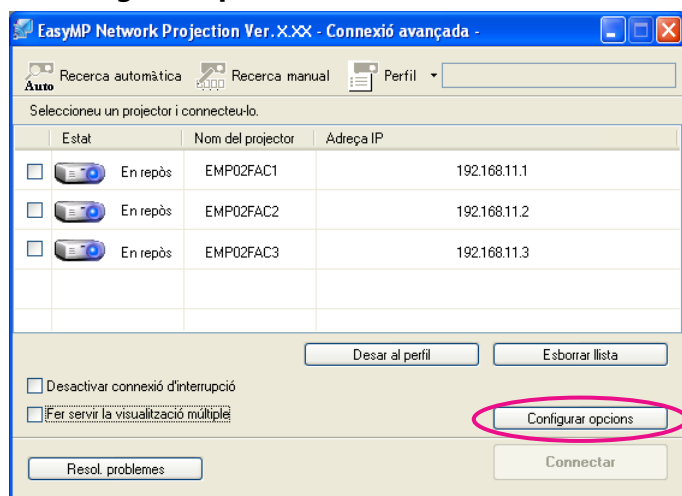 EasyMP Network Projection Ver.X.XX - Connexió avançada -
Auto Recerca automàtica Recerca manual Perfil
Seleccioneu un projector i connecteu-lo.
Estat Nom del projector Adreça IP
En repòs EMP02FAC1 192.168.11.1
En repòs EMP02FAC2 192.168.11.2
En repòs EMP02FAC3 192.168.11.3
Desar al perfil Esborrar llista
Desactivar connexió d'interrupció
Fer servir la visualització múltiple Configurar opcions
Resol. problemes Connectar